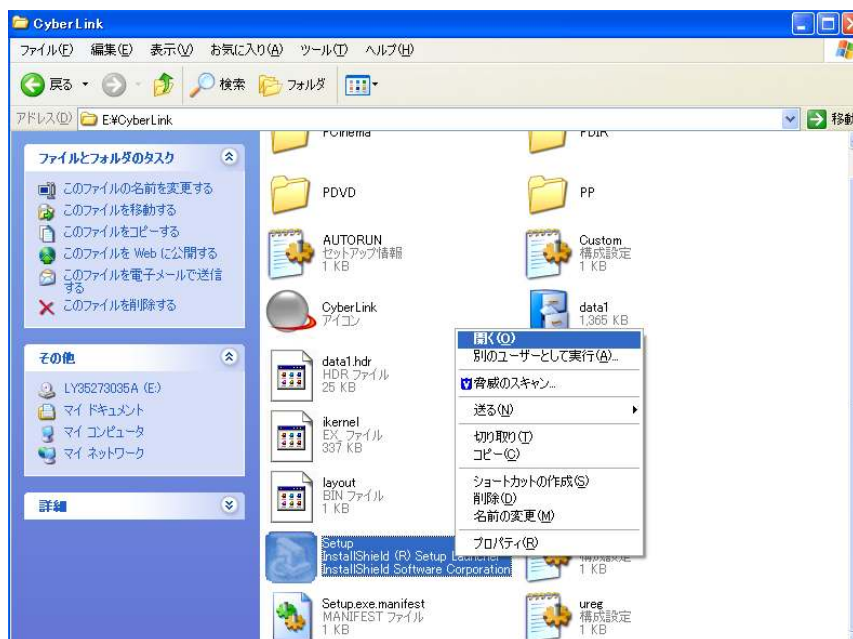 CyberLink
ファイル(F) 編集(E) 表示(V) お気に入り(A) ツール(T) ヘルプ(H)
戻る 検索 フォルダ
アドレス(D) E:¥CyberLink 移動
ファイルとフォルダのタスク
このファイルの名前を変更する
このファイルを移動する
このファイルをコピーする
このファイルを Web に公開する
このファイルを電子メールで送信
する
このファイルを削除する
その他
LY35273035A (E:)
マイ ドキュメント
マイ コンピュータ
マイ ネットワーク
詳細
PCinema
PDIR
PDVD
PP
AUTORUN
セットアップ情報
1 KB
Custom
構成設定
1 KB
CyberLink
アイコン
data1
1,365 KB
data1.hdr
HDR ファイル
25 KB
ikernel
EX_ ファイル
337 KB
layout
BIN ファイル
1 KB
Setup
InstallShield (R) Setup Launcher
InstallShield Software Corporation
構成設定
1 KB
Setup.exe.manifest
MANIFEST ファイル
1 KB
ureg
構成設定
1 KB
開く(O)
別のユーザーとして実行(A)...
脅威のスキャン...
送る(N)
切り取り(T)
コピー(C)
ショートカットの作成(S)
削除(D)
名前の変更(M)
プロパティ(R)